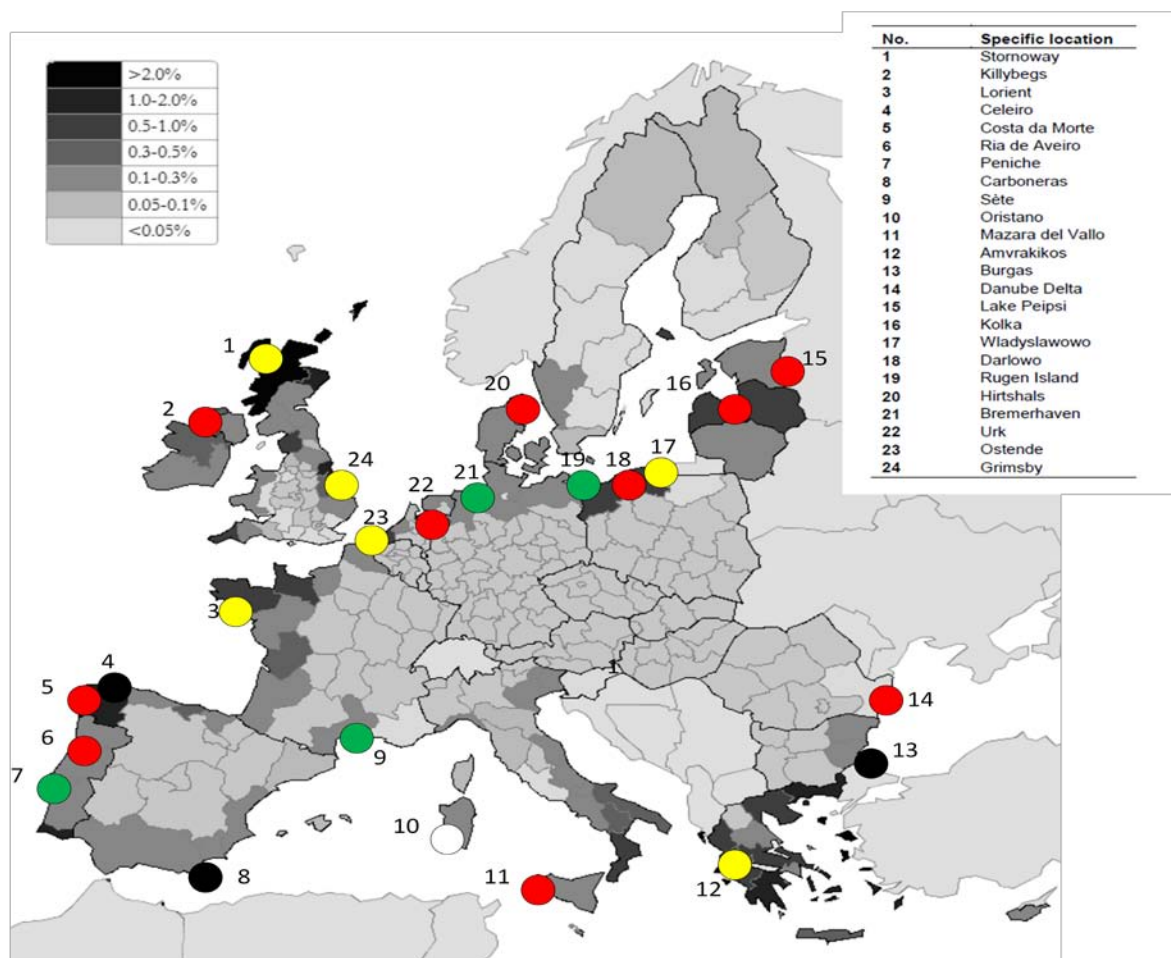 >2.0%
1.0-2.0%
0.5-1.0%
0.3-0.5%
0.1-0.3%
0.05-0.1%
<0.05%
No. Specific location
1 Stornoway
2 Killybegs
3 Lorient
4 Celeiro
5 Costa da Morte
6 Ria de Aveiro
7 Peniche
8 Carboneras
9 Sète
10 Oristano
11 Mazara del Vallo
12 Amvrakikos
13 Burgas
14 Danube Delta
15 Lake Peipsi
16 Kolka
17 Wladyslawowo
18 Darlowo
19 Rugen Island
20 Hirtshals
21 Bremerhaven
22 Urk
23 Ostende
24 Grimsby
1
2
20
16
15
24
21
19
18
17
22
23
3
4
1
5
14
6
9
13
7
10
11
12
8